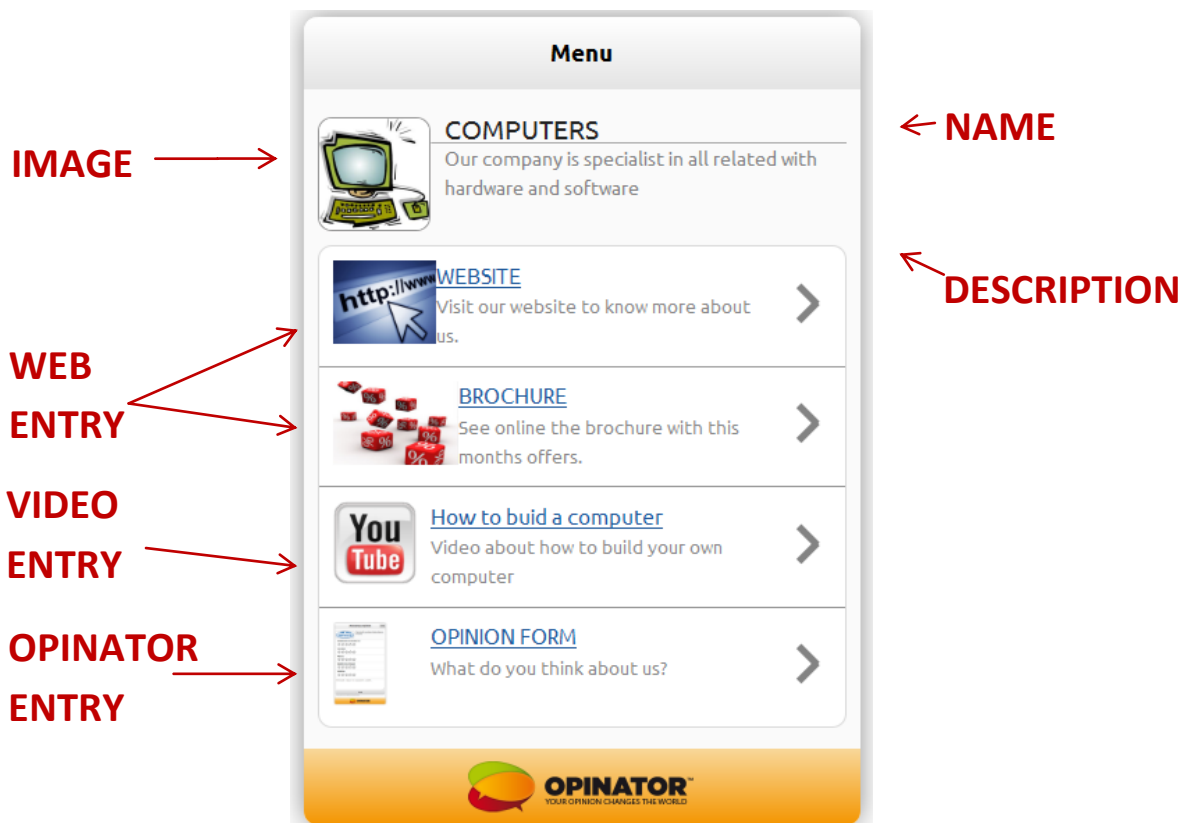 Menu
IMAGE
COMPUTERS
NAME
Our company is specialist in all related with
hardware and software
DESCRIPTION
http://www
WEBSITE
Visit our website to know more about
us.
WEB
ENTRY
BROCHURE
See online the brochure with this
months offers.
VIDEO
ENTRY
You
Tube
How to buid a computer
Video about how to build your own
computer
OPINATOR
ENTRY
OPINION FORM
What do you think about us?
OPINATOR™
YOUR OPINION CHANGES THE WORLD